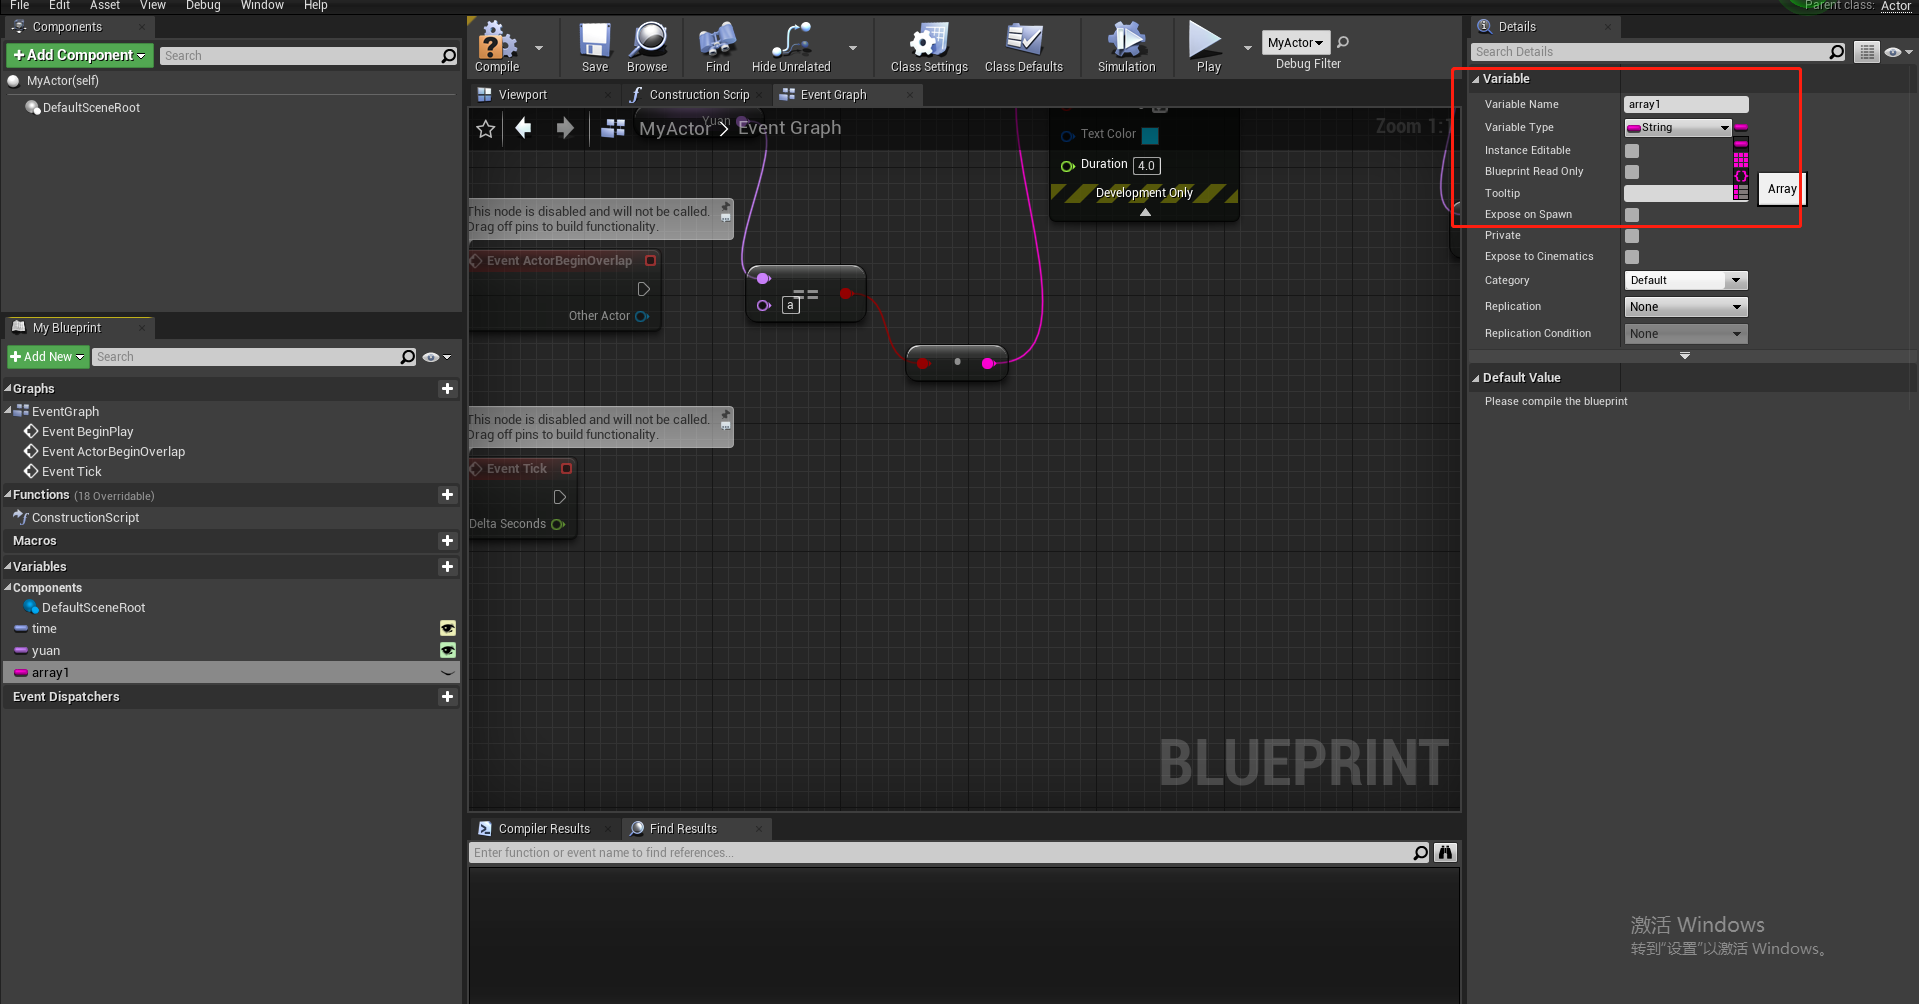 File Edit Asset View Debug Window Help
Parent class: Actor
Components
Add Component
Search
MyActor(self)
DefaultSceneRoot
Compile
Save
Browse
Find
Hide Unrelated
Class Settings
Class Defaults
Simulation
Play
MyActor
Debug Filter
Viewport
Construction Scrip
Event Graph
MyActor > Event Graph
Zoom 1:1
Yuan
Text Color
Duration 4.0
Development Only
This node is disabled and will not be called.
Drag off pins to build functionality.
Event ActorBeginOverlap
Other Actor
==
a
This node is disabled and will not be called.
Drag off pins to build functionality.
Event Tick
Delta Seconds
BLUEPRINT
My Blueprint
Add New
Search
Graphs
EventGraph
Event BeginPlay
Event ActorBeginOverlap
Event Tick
Functions (18 Overridable)
ConstructionScript
Macros
Variables
Components
DefaultSceneRoot
time
yuan
array1
Event Dispatchers
Compiler Results
Find Results
Enter function or event name to find references...
Details
Search Details
Variable
Variable Name array1
Variable Type String
Instance Editable
Blueprint Read Only
Tooltip
Array
Expose on Spawn
Private
Expose to Cinematics
Category Default
Replication None
Replication Condition None
Default Value
Please compile the blueprint
激活 Windows
转到"设置"以激活 Windows。